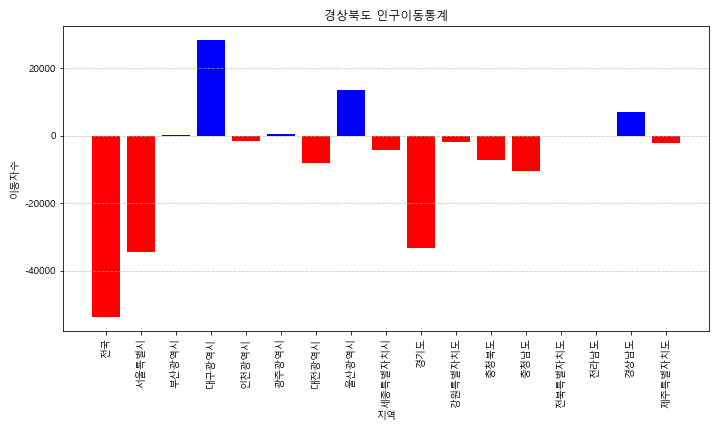 경상북도 인구이동통계
이동자수
20000
0
-20000
-40000
전국
서울특별시
부산광역시
대구광역시
인천광역시
광주광역시
대전광역시
울산광역시
세종특별자치시
경기도
강원특별자치도
충청북도
충청남도
전북특별자치도
전라남도
경상남도
제주특별자치도
지역